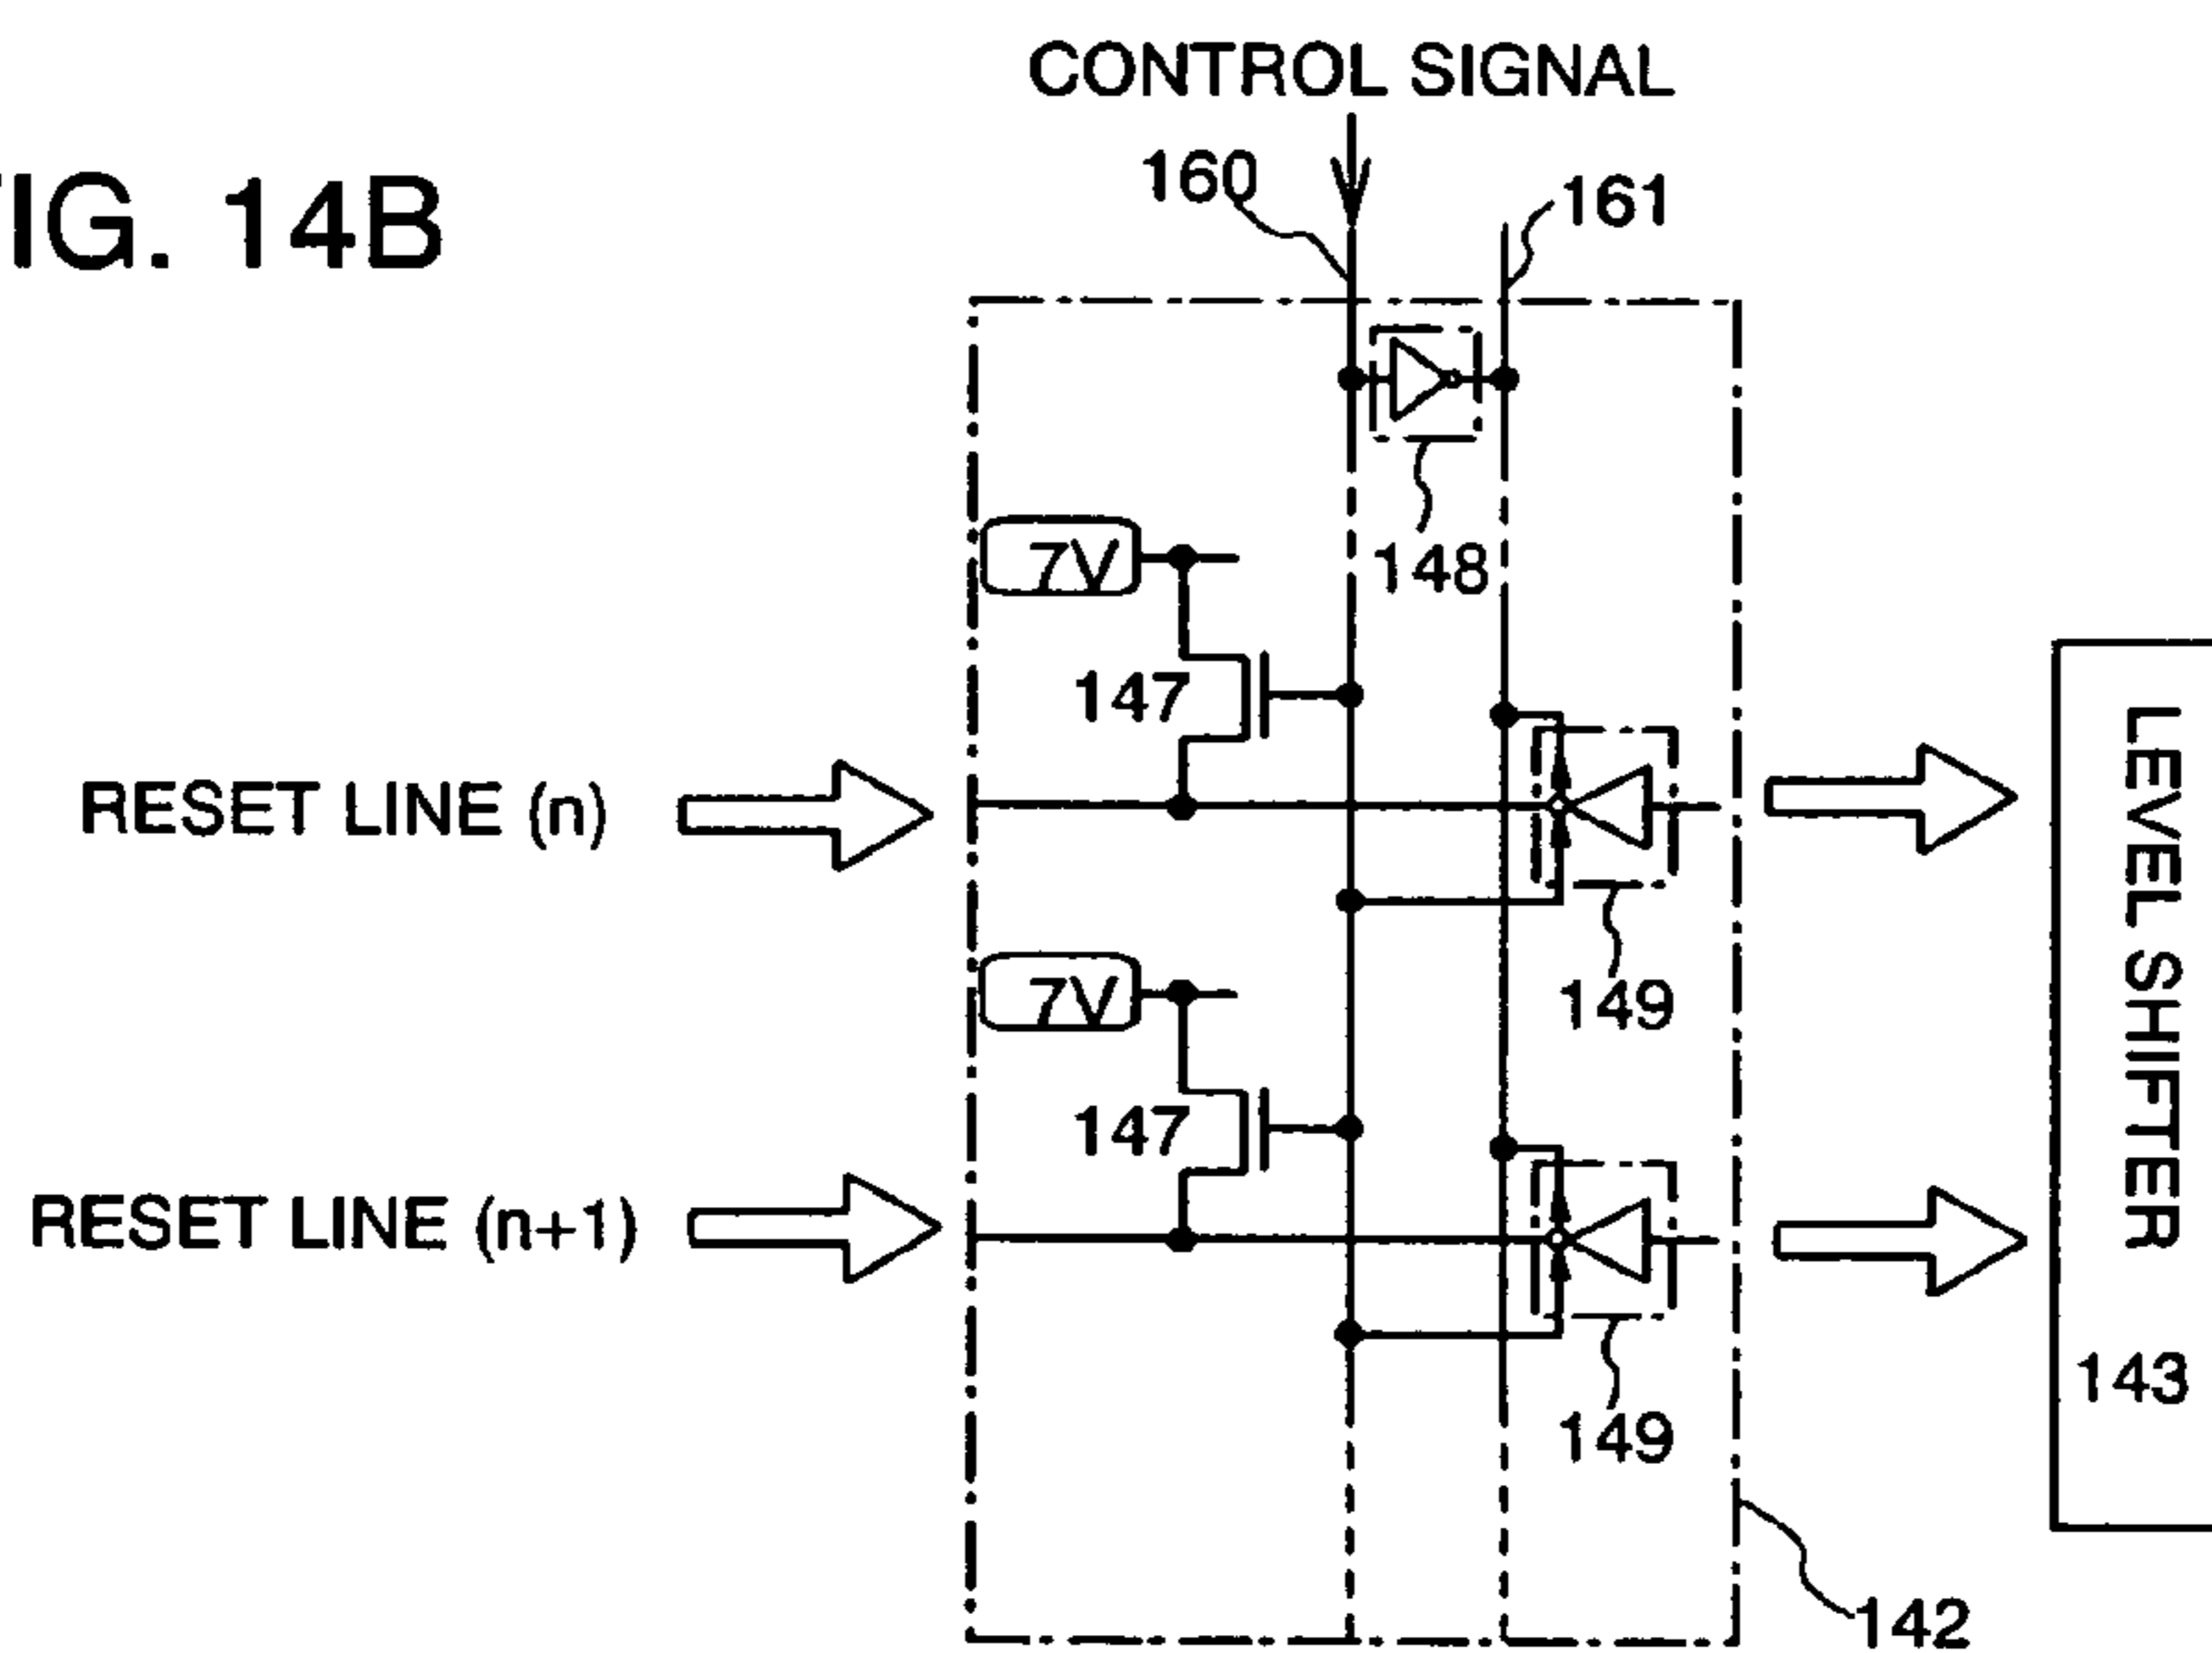 CONTROL SIGNAL
IG. 14B
160
161
148
7V
147
RESET LINE (n)
149
7V
147
RESET LINE (n+1)
149
LEVEL SHIFTER
143
142